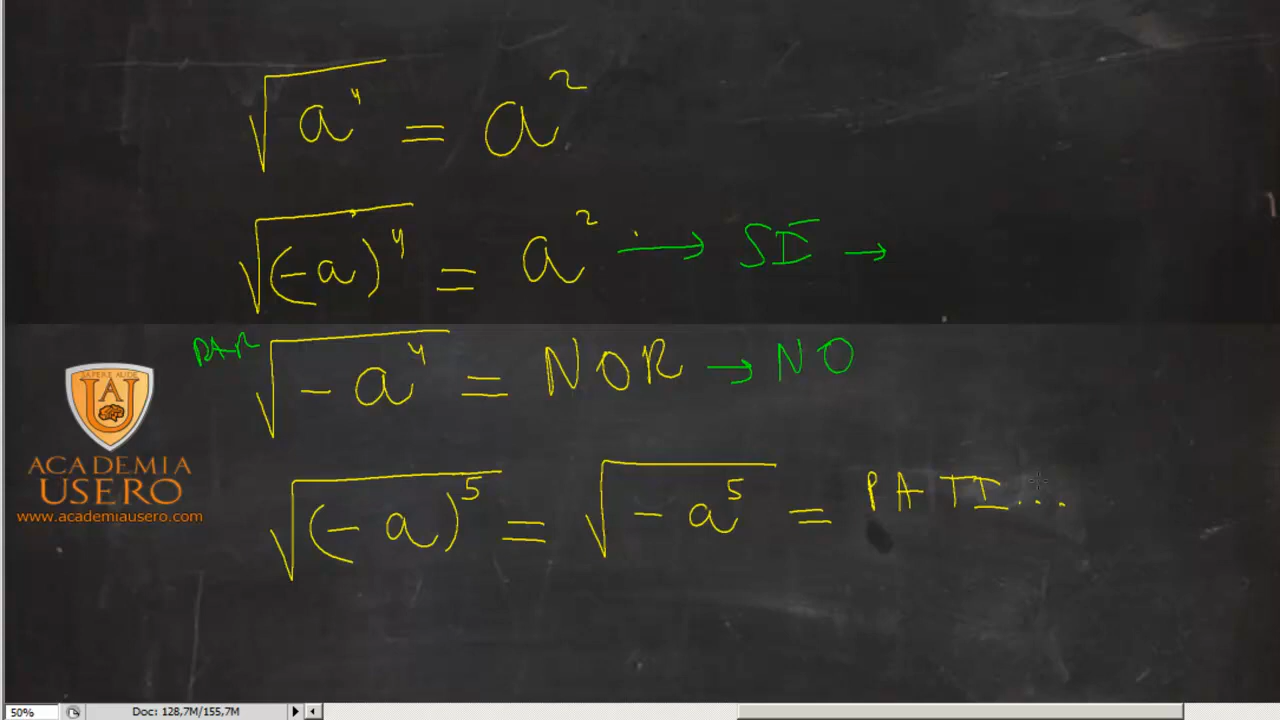 √a⁴ = a²
√(-a)⁴ = a² → SI →
PAR √-a⁴ = NOR → NO
SAPERE AUDE
UA
ACADEMIA
USERO
www.academiausero.com
√(-a)⁵ = √-a⁵ = PATI...
50% Doc: 128,7M/155,7M